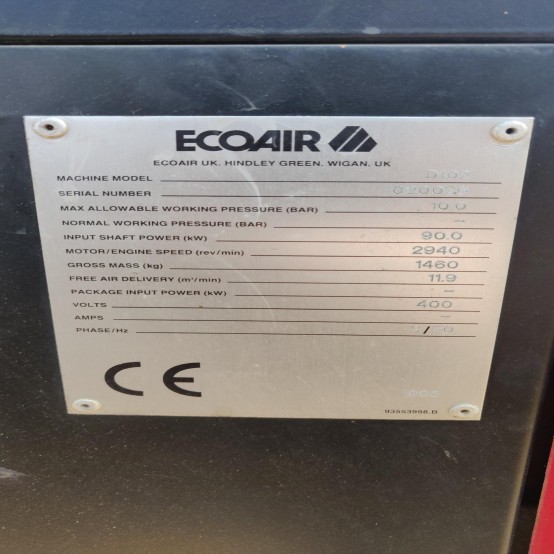 ECOAIR
ECOAIR UK. HINDLEY GREEN. WIGAN. UK
MACHINE MODEL
SERIAL NUMBER
MAX ALLOWABLE WORKING PRESSURE (BAR) 10.0
NORMAL WORKING PRESSURE (BAR) -
INPUT SHAFT POWER (kW) 90.0
MOTOR/ENGINE SPEED (rev/min) 2940
GROSS MASS (kg) 1460
FREE AIR DELIVERY (m³/min) 11.9
PACKAGE INPUT POWER (kW) -
VOLTS 400
AMPS -
PHASE/Hz
CE
93553998.D